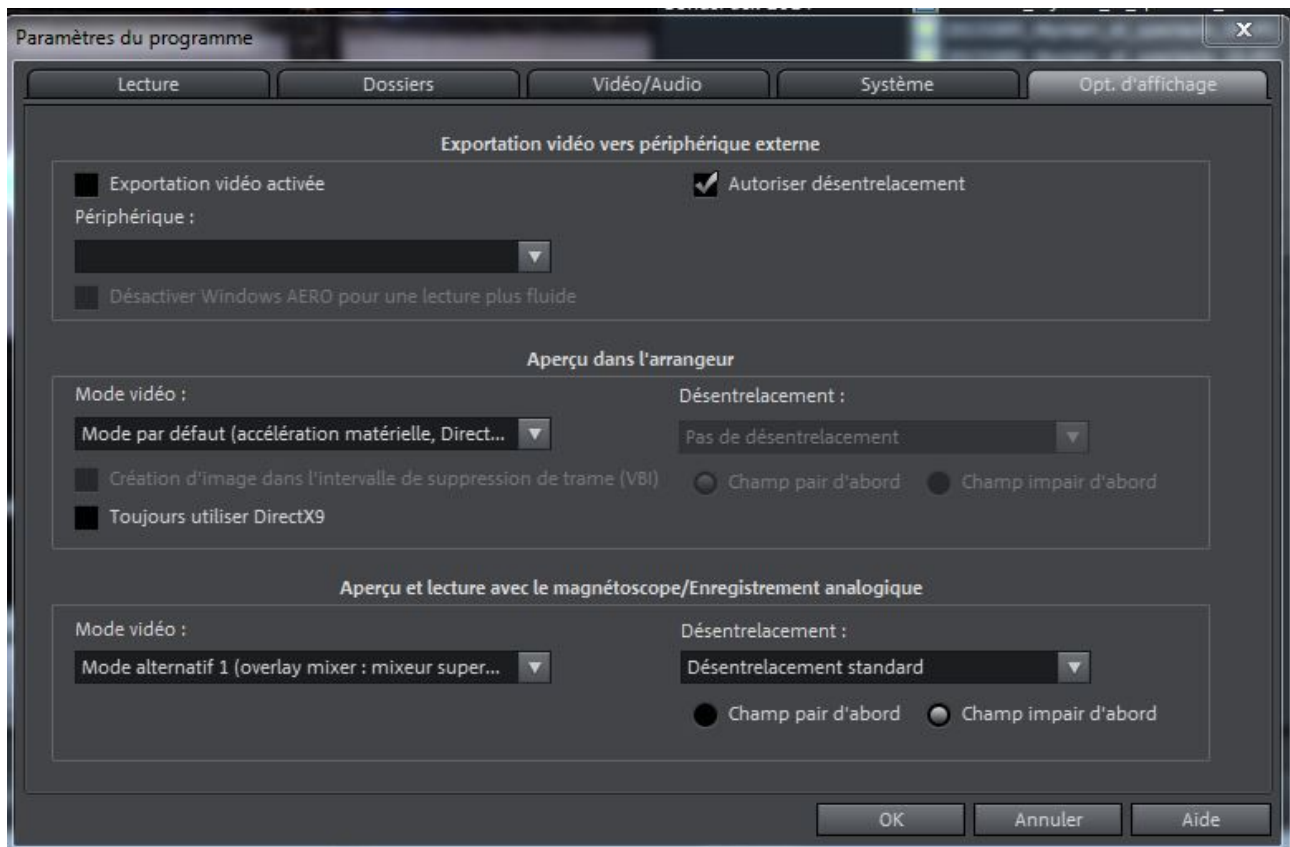 Paramètres du programme
x
Lecture Dossiers Vidéo/Audio Système Opt. d'affichage
Exportation vidéo vers périphérique externe
Exportation vidéo activée Autoriser désentrelacement
Périphérique :
Désactiver Windows AERO pour une lecture plus fluide
Aperçu dans l'arrangeur
Mode vidéo : Désentrelacement :
Mode par défaut (accélération matérielle, Direct... Pas de désentrelacement
Création d'image dans l'intervalle de suppression de trame (VBI) Champ pair d'abord Champ impair d'abord
Toujours utiliser DirectX9
Aperçu et lecture avec le magnétoscope/Enregistrement analogique
Mode vidéo : Désentrelacement :
Mode alternatif 1 (overlay mixer : mixeur super... Désentrelacement standard
Champ pair d'abord Champ impair d'abord
OK Annuler Aide